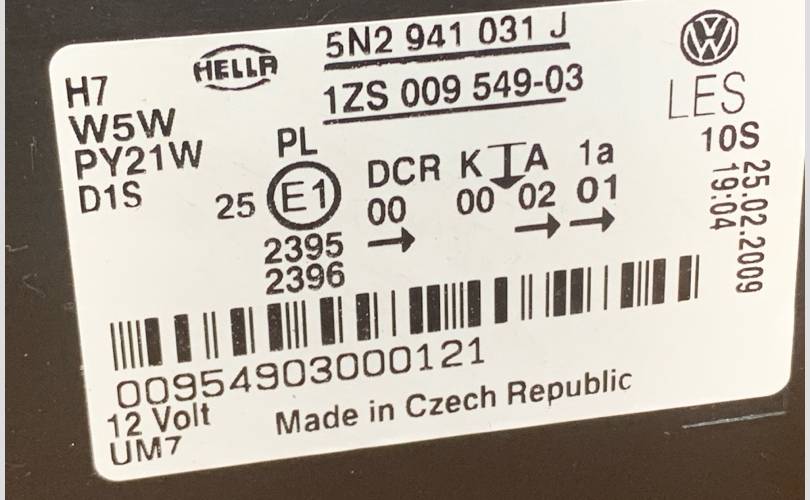 5N2 941 031 J
HELLA
1ZS 009 549-03
LES
H7
W5W
PY21W
D1S
PL
10S
25 E1
DCR K A 1a
00 00 02 01
→ → →
2395
2396
25.02.2009
19:04
00954903000121
12 Volt
UM7
Made in Czech Republic